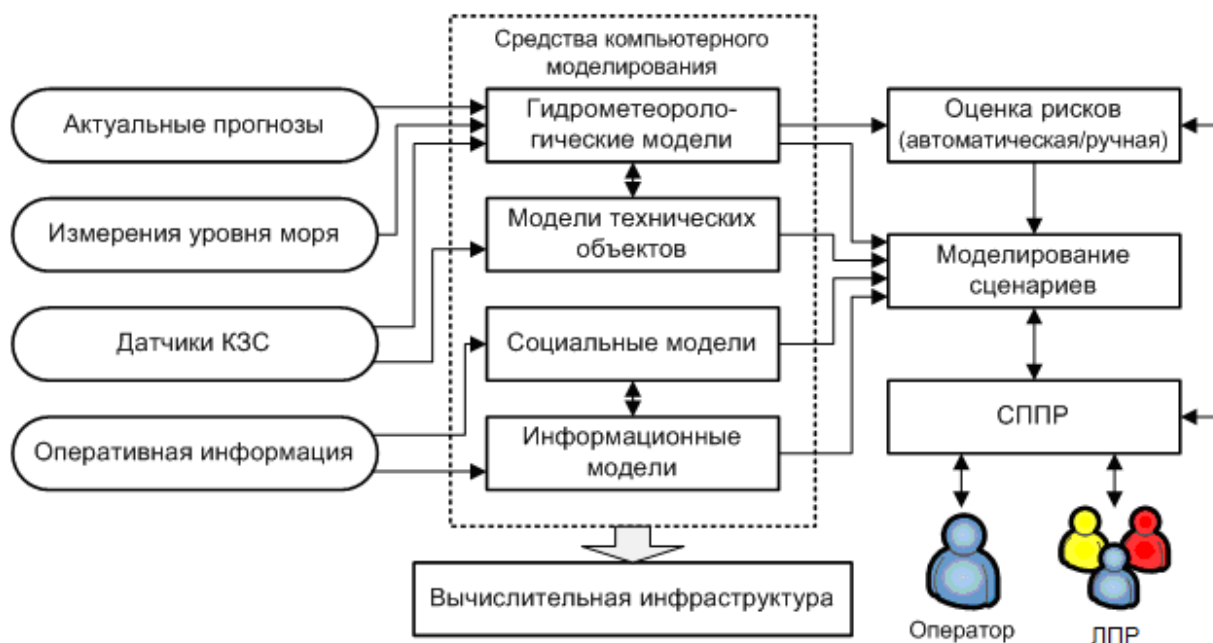 Средства компьютерного
моделирования
Актуальные прогнозы
Измерения уровня моря
Датчики КЗС
Оперативная информация
Гидрометеороло-
гические модели
Модели технических
объектов
Социальные модели
Информационные
модели
Вычислительная инфраструктура
Оценка рисков
(автоматическая/ручная)
Моделирование
сценариев
СППР
Оператор
ЛПР